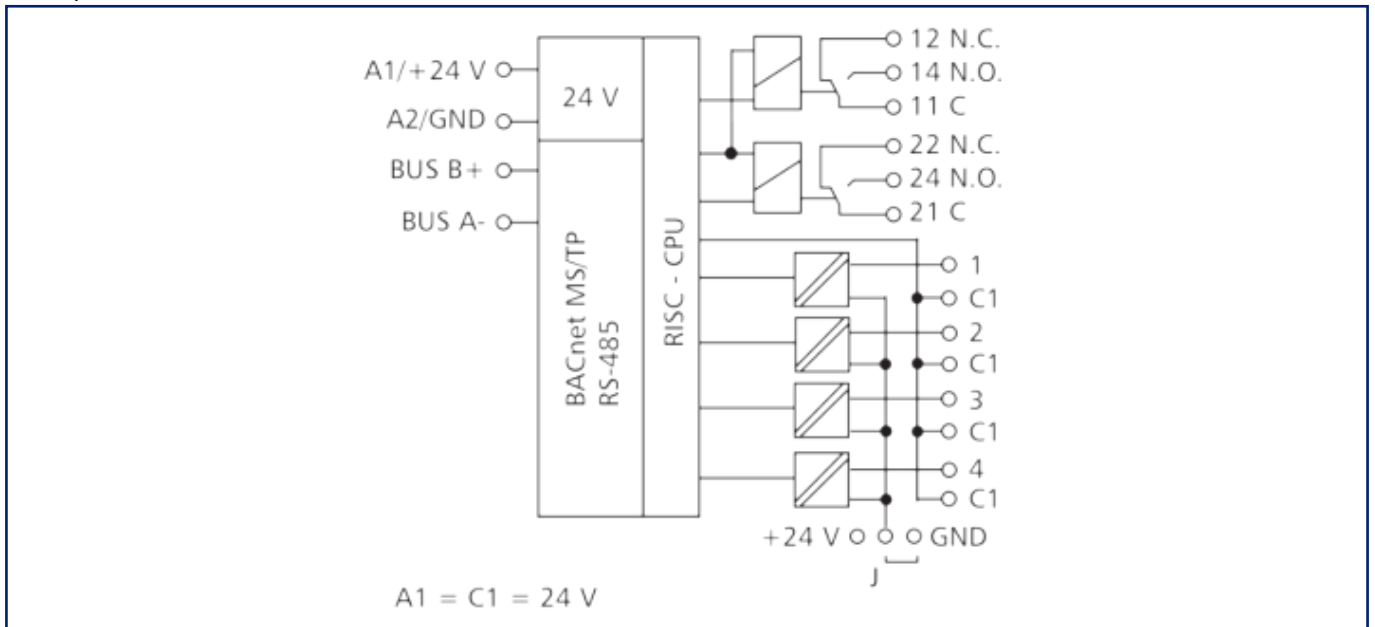 A1/+24 V
A2/GND
BUS B+
BUS A-
24 V
BACnet MS/TP
RS-485
RISC - CPU
12 N.C.
14 N.O.
11 C
22 N.C.
24 N.O.
21 C
1
C1
2
C1
3
C1
4
C1
+24 V
GND
J
A1 = C1 = 24 V